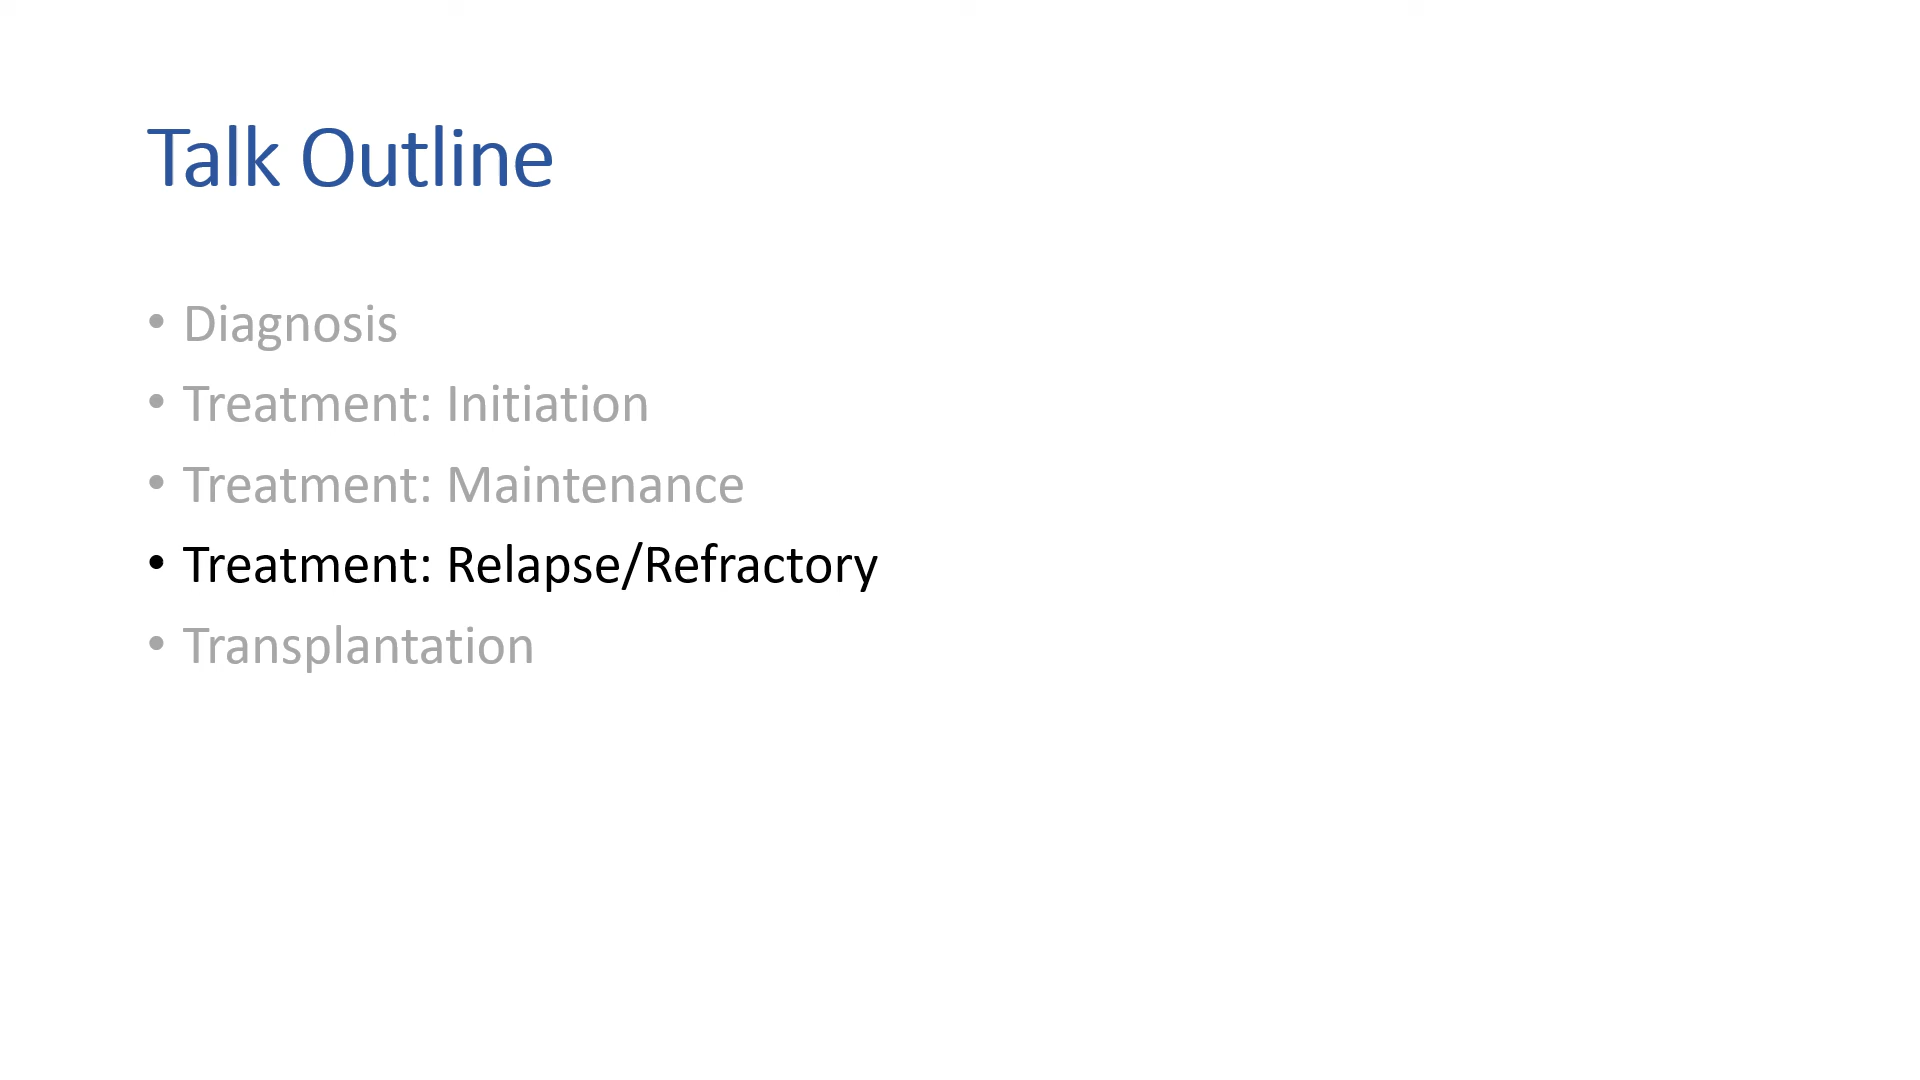 Talk Outline
• Diagnosis
• Treatment: Initiation
• Treatment: Maintenance
• Treatment: Relapse/Refractory
• Transplantation